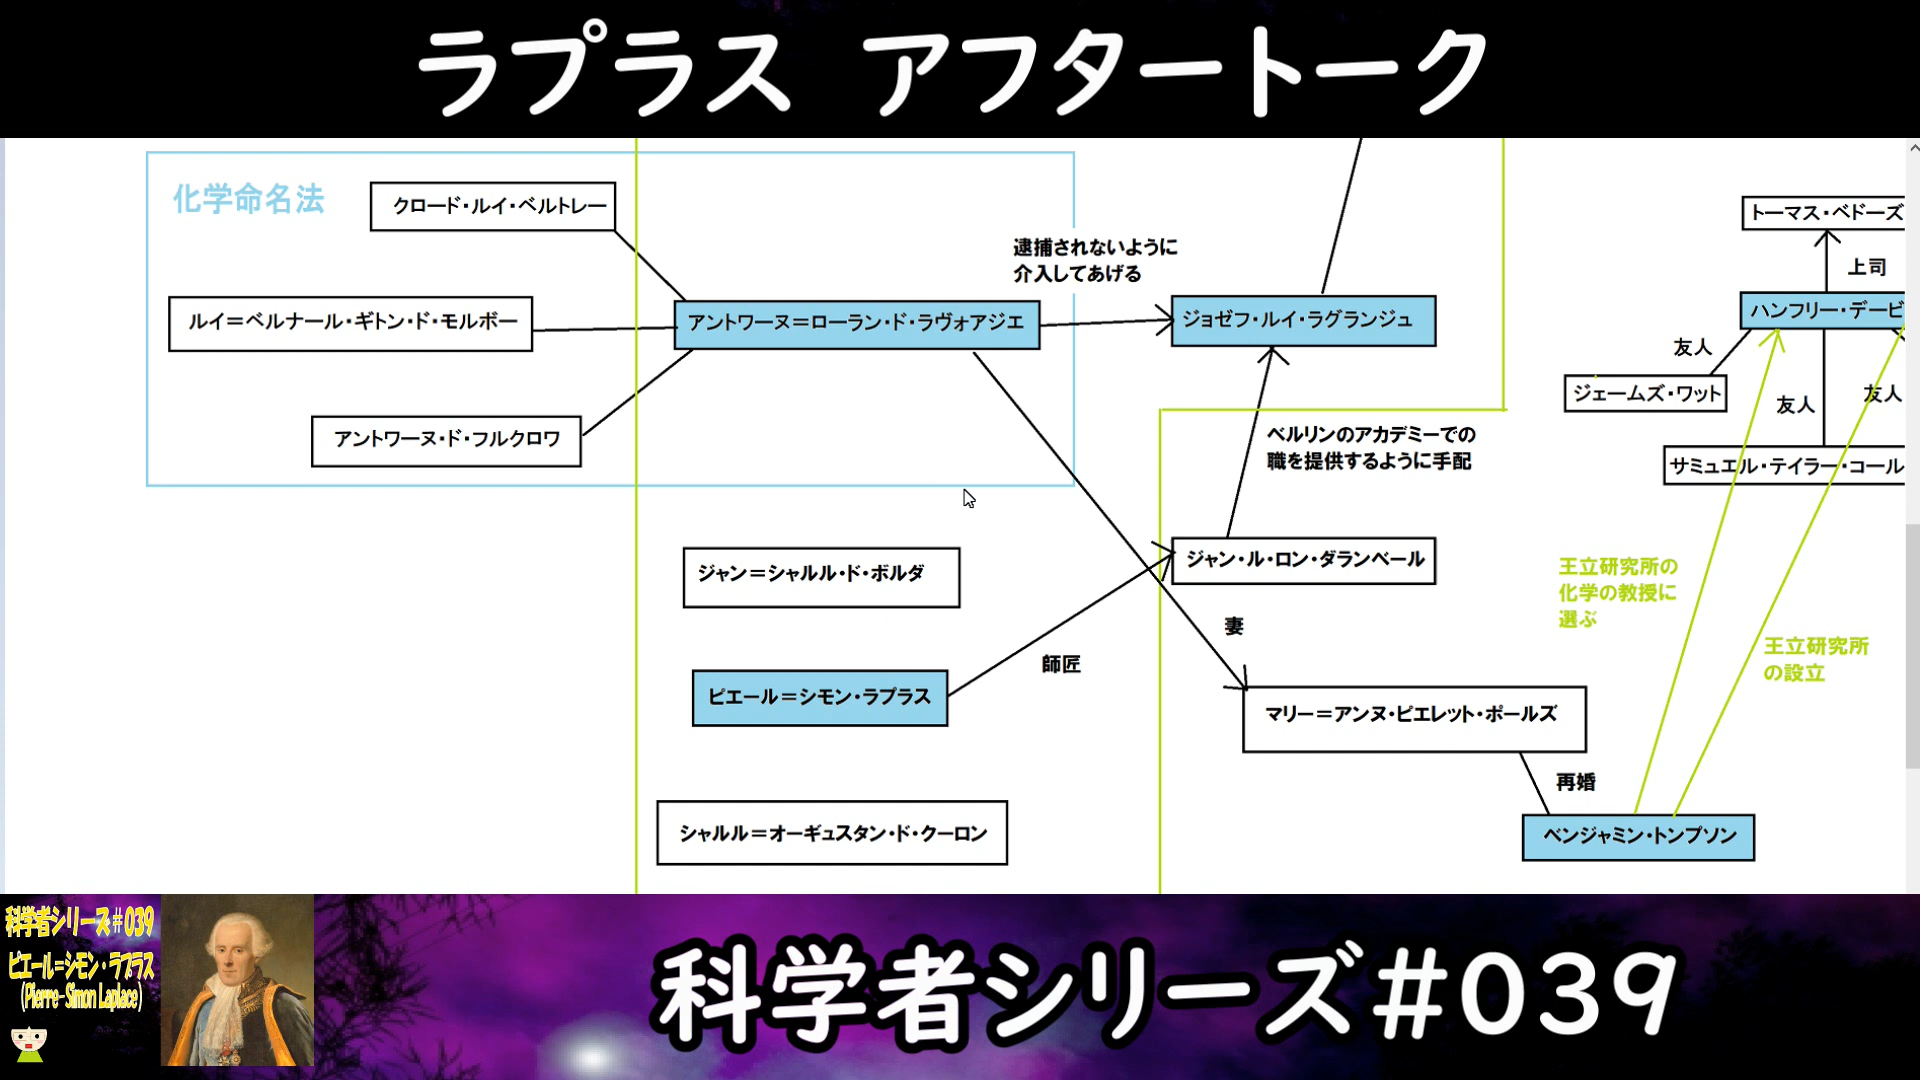 ラプラス アフタートーク
化学命名法
クロード・ルイ・ベルトレー
ルイ＝ベルナール・ギトン・ド・モルボー
アントワーヌ・ド・フルクロワ
アントワーヌ＝ローラン・ド・ラヴォアジエ
逮捕されないように
介入してあげる
ジョゼフ・ルイ・ラグランジュ
ベルリンのアカデミーでの
職を提供するように手配
ジャン＝シャルル・ド・ボルダ
ジャン・ル・ロン・ダランベール
ピエール＝シモン・ラプラス
師匠
妻
シャルル＝オーギュスタン・ド・クーロン
マリー＝アンヌ・ピエレット・ポールズ
再婚
ベンジャミン・トンプソン
トーマス・ベドーズ
上司
ハンフリー・デービ
友人
ジェームズ・ワット
友人
友人
サミュエル・テイラー・コール
王立研究所の
化学の教授に
選ぶ
王立研究所
の設立
科学者シリーズ#039
ピエール=シモン・ラプラス
(Pierre-Simon Laplace)
科学者シリーズ#039